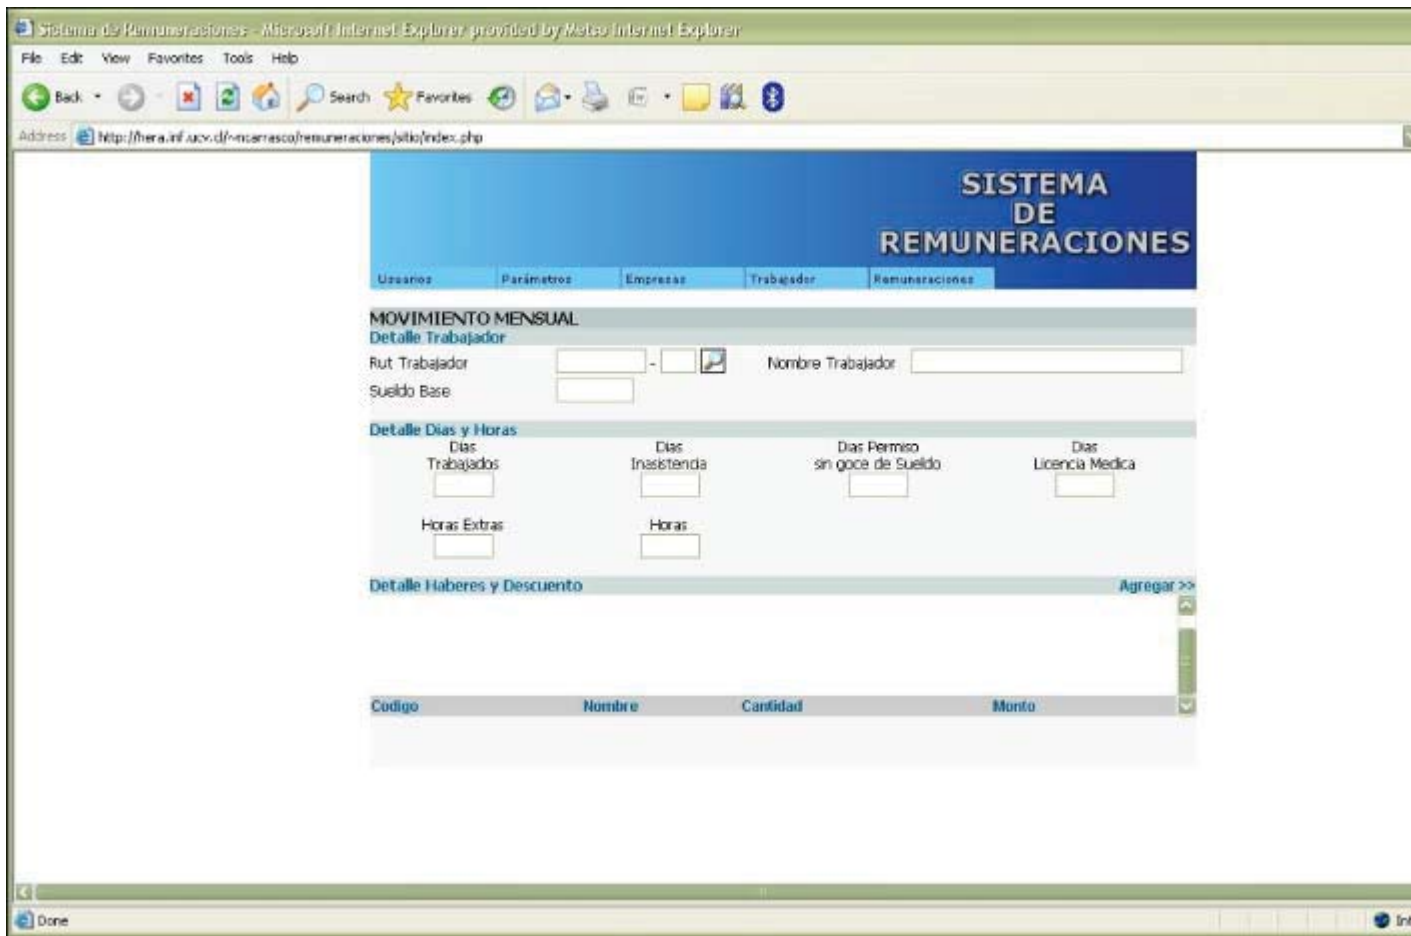 Sistema de Remuneraciones - Microsoft Internet Explorer provided by Metso Internet Explorer
File Edit View Favorites Tools Help
Back Search Favorites
Address http://hera.inf.ucv.cl/~mcarrasco/remuneraciones/sitio/index.php
SISTEMA
DE
REMUNERACIONES
Usuarios Parámetros Empresas Trabajador Remuneraciones
MOVIMIENTO MENSUAL
Detalle Trabajador
Rut Trabajador - Nombre Trabajador
Sueldo Base
Detalle Dias y Horas
Dias Dias Dias Permiso Dias
Trabajados Inasistencia sin goce de Sueldo Licencia Medica
Horas Extras Horas
Detalle Haberes y Descuento Agregar >>
Codigo Nombre Cantidad Monto
Done